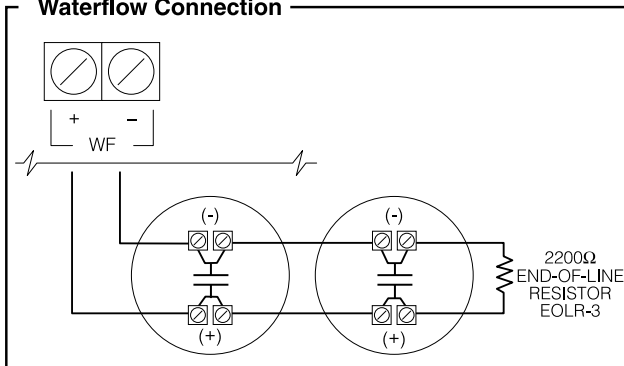 Waterflow Connection
+ –
WF
(-) (-)
2200Ω
END-OF-LINE
RESISTOR
EOLR-3
(+) (+)